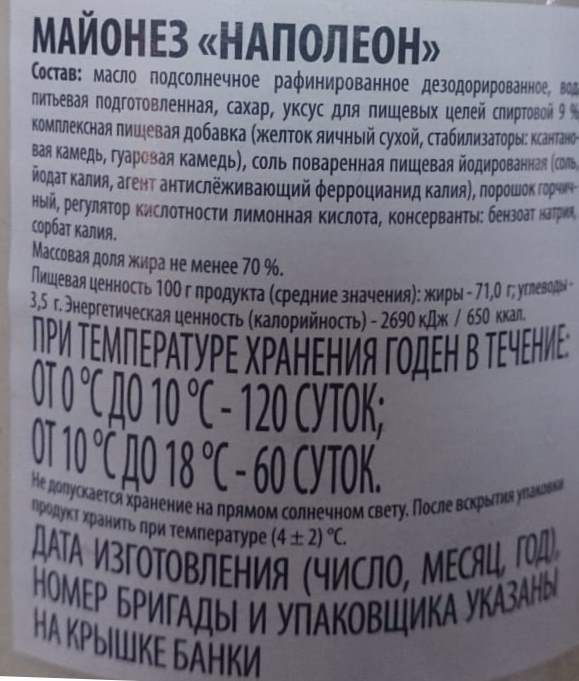 МАЙОНЕЗ «НАПОЛЕОН»
Состав: масло подсолнечное рафинированное дезодорированное, вода
питьевая подготовленная, сахар, уксус для пищевых целей спиртовой 9 %,
комплексная пищевая добавка (желток яичный сухой, стабилизаторы: ксантано-
вая камедь, гуаровая камедь), соль поваренная пищевая йодированная (соль,
йодат калия, агент антислёживающий ферроцианид калия), порошок горчич-
ный, регулятор кислотности лимонная кислота, консерванты: бензоат натрия,
сорбат калия.
Массовая доля жира не менее 70 %.
Пищевая ценность 100 г продукта (средние значения): жиры - 71,0 г; углеводы -
3,5 г. Энергетическая ценность (калорийность) - 2690 кДж / 650 ккал.
ПРИ ТЕМПЕРАТУРЕ ХРАНЕНИЯ ГОДЕН В ТЕЧЕНИЕ:
ОТ 0 °С ДО 10 °С - 120 СУТОК;
ОТ 10 °С ДО 18 °С - 60 СУТОК.
Не допускается хранение на прямом солнечном свету. После вскрытия упаковки
продукт хранить при температуре (4 ± 2) °С.
ДАТА ИЗГОТОВЛЕНИЯ (ЧИСЛО, МЕСЯЦ, ГОД),
НОМЕР БРИГАДЫ И УПАКОВЩИКА УКАЗАНЫ
НА КРЫШКЕ БАНКИ